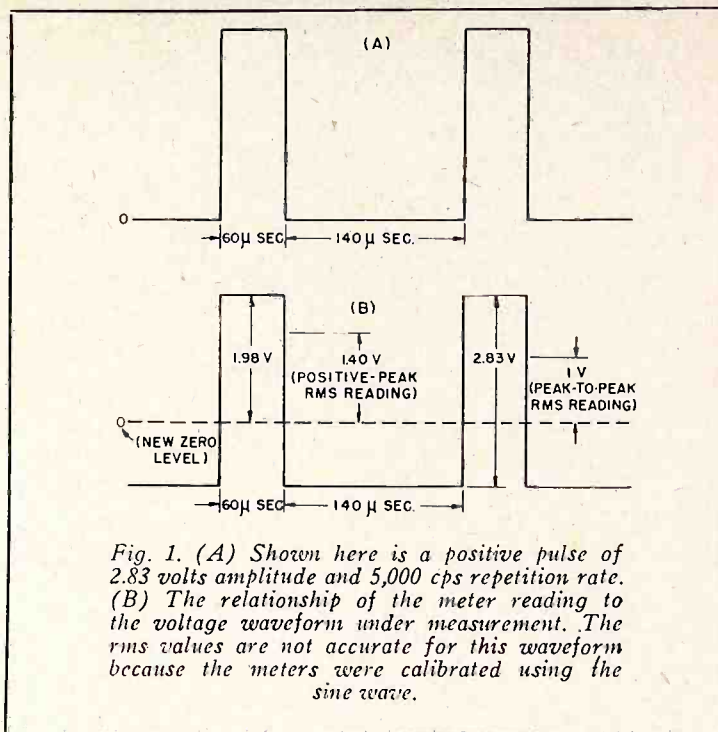 (A)
0
60μ SEC
140 μ SEC.
(B)
1.98 V
1.40 V
(POSITIVE-PEAK
RMS READING)
2.83 V
1 V
(PEAK-TO-PEAK
RMS READING)
0
(NEW ZERO
LEVEL)
60μ SEC
140 μ SEC.
Fig. 1. (A) Shown here is a positive pulse of
2.83 volts amplitude and 5,000 cps repetition rate.
(B) The relationship of the meter reading to
the voltage waveform under measurement. The
rms values are not accurate for this waveform
because the meters were calibrated using the
sine wave.